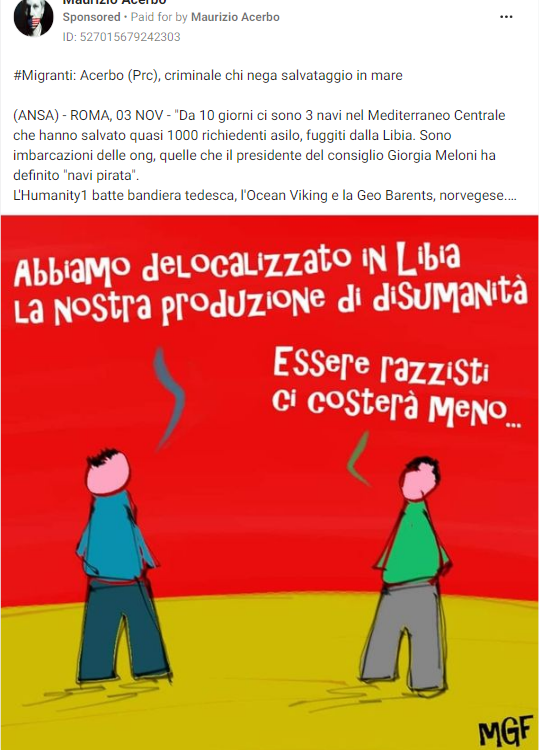 Maurizio Acerbo
Sponsored • Paid for by Maurizio Acerbo
ID: 527015679242303
#Migranti: Acerbo (Prc), criminale chi nega salvataggio in mare
(ANSA) - ROMA, 03 NOV - "Da 10 giorni ci sono 3 navi nel Mediterraneo Centrale
che hanno salvato quasi 1000 richiedenti asilo, fuggiti dalla Libia. Sono
imbarcazioni delle ong, quelle che il presidente del consiglio Giorgia Meloni ha
definito "navi pirata".
L'Humanity1 batte bandiera tedesca, l'Ocean Viking e la Geo Barents, norvegese....
Abbiamo delocalizzato in Libia
la nostra produzione di disumanità
Essere razzisti
ci costerà meno...
MGF